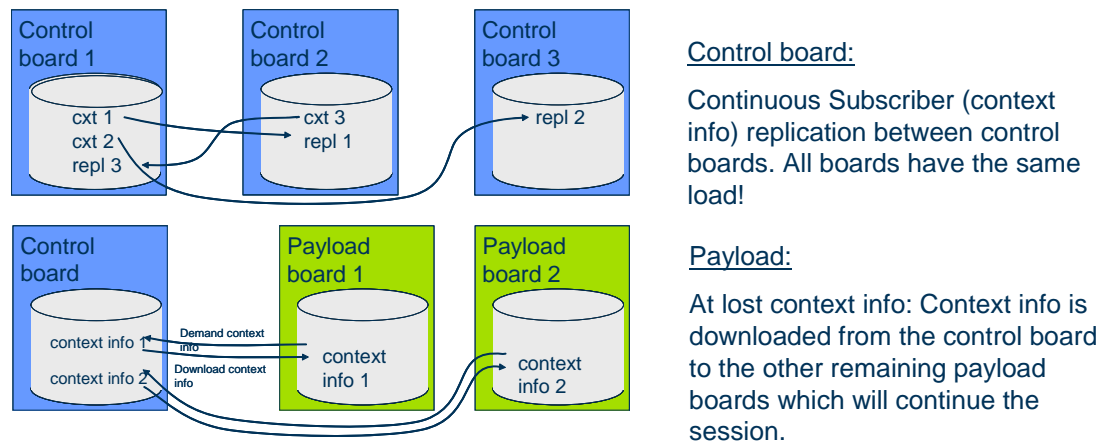 Control
board 1
cxt 1
cxt 2
repl 3
Control
board 2
cxt 3
repl 1
Control
board 3
repl 2
Control board:
Continuous Subscriber (context
info) replication between control
boards. All boards have the same
load!
Control
board
context info 1
context info 2
Demand context
info
Download context
info
Payload
board 1
context
info 1
Payload
board 2
context
info 2
Payload:
At lost context info: Context info is
downloaded from the control board
to the other remaining payload
boards which will continue the
session.